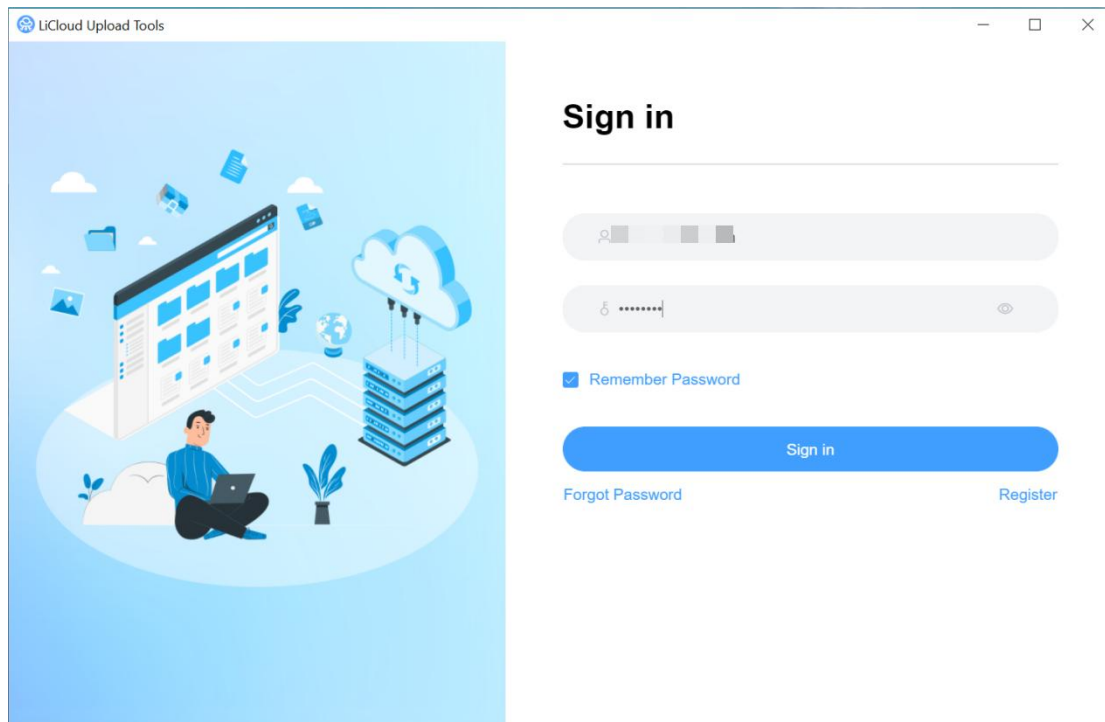 LiCloud Upload Tools
Sign in
••••••••
Remember Password
Sign in
Forgot Password
Register